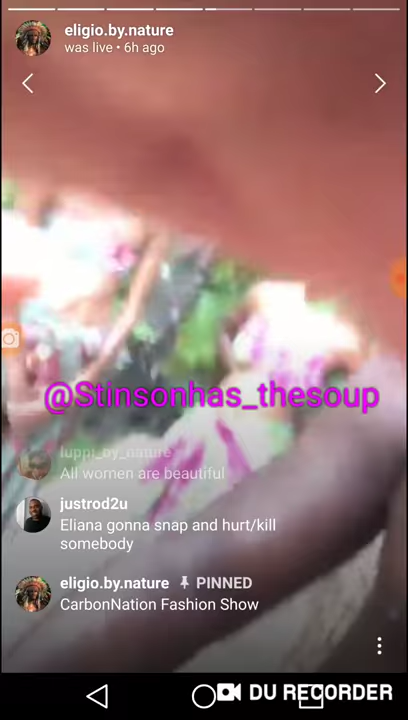 eligio.by.nature
was live • 6h ago
@Stinsonhas_thesoup
luppi_by_nature
All women are beautiful
justrod2u
Eliana gonna snap and hurt/kill
somebody
eligio.by.nature PINNED
CarbonNation Fashion Show
DU RECORDER